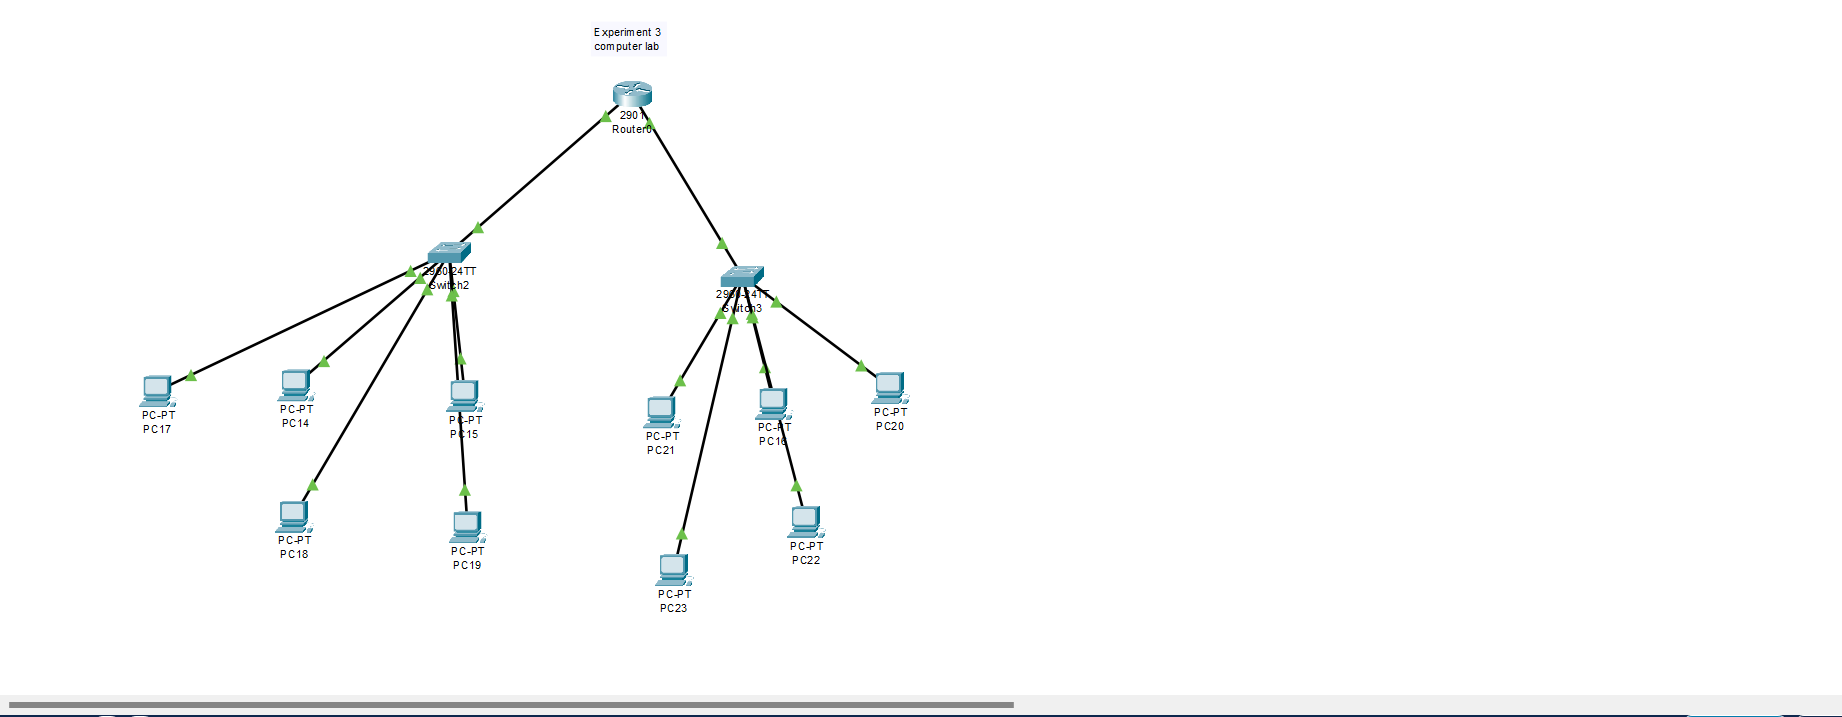 Experiment 3
computer lab
2901
Router0
2960-24TT
Switch2
2960-24TT
Switch3
PC-PT
PC17
PC-PT
PC14
PC-PT
PC15
PC-PT
PC21
PC-PT
PC16
PC-PT
PC20
PC-PT
PC18
PC-PT
PC19
PC-PT
PC22
PC-PT
PC23